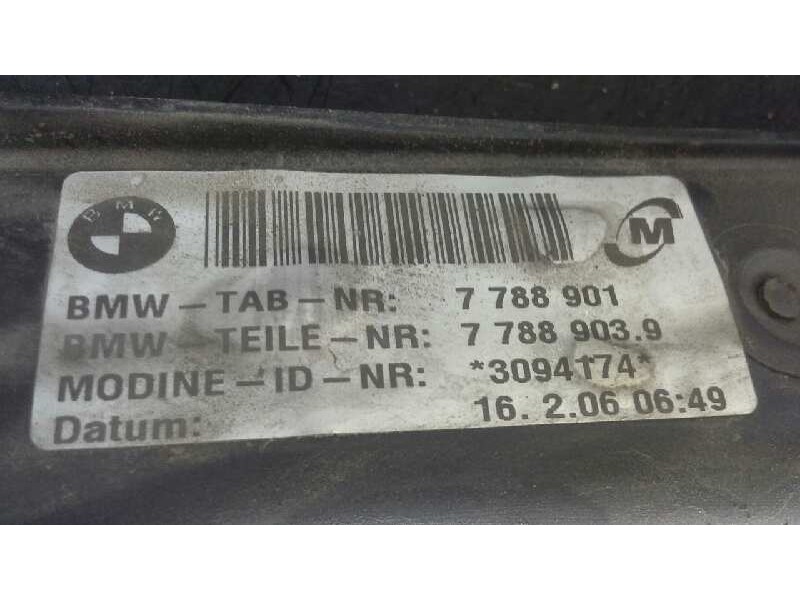 BMW
M
BMW-TAB-NR: 7 788 901
BMW-TEILE-NR: 7 788 903.9
MODINE-ID-NR: *3094174*
Datum: 16. 2.06 06:49